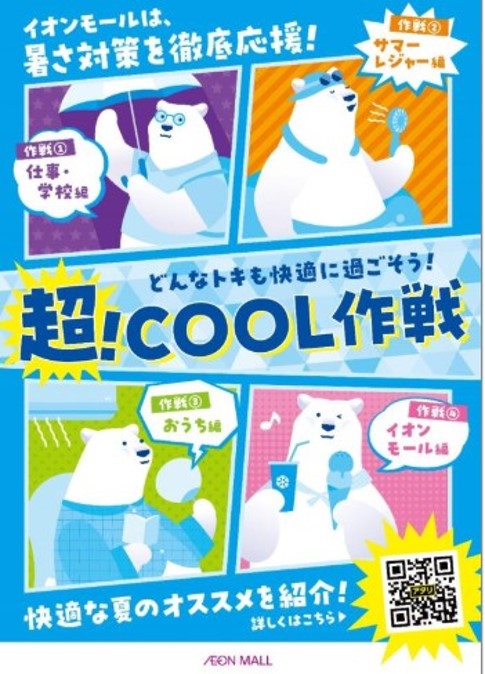 イオンモールは、
暑さ対策を徹底応援！
作戦①
仕事・
学校編
作戦②
サマー
レジャー編
どんなトキも快適に過ごそう！
超！COOL作戦
作戦③
おうち編
作戦④
イオン
モール編
快適な夏のオススメを紹介！
詳しくはこちら▶
アタリ
ÆON MALL